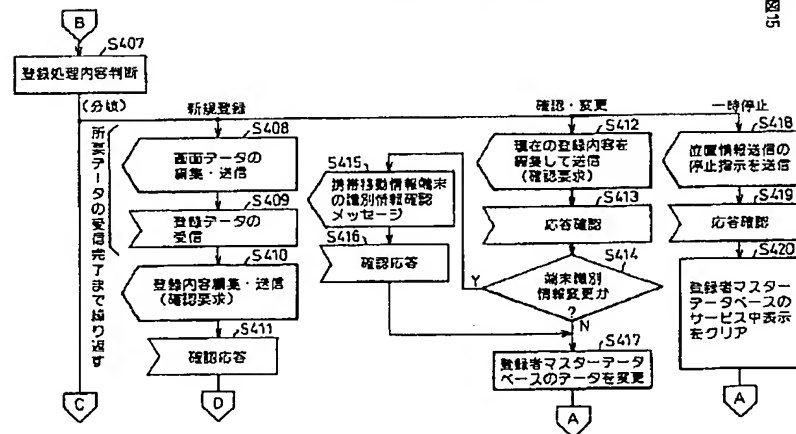 図15
B
S407
登録処理内容判断
(分岐)
新規登録
確認・変更
一時停止
所要データの受信完了まで繰り返す
S408
画面データの
編集・送信
S409
登録データの
受信
S410
登録内容編集・送信
(確認要求)
S411
確認応答
C
D
S415
携帯移動情報端末
の識別情報確認
メッセージ
S416
確認応答
S412
現在の登録内容を
編集して送信
(確認要求)
S413
応答確認
S414
端末識別
情報変更か
?
Y
N
S417
登録者マスターデータ
ベースのデータを変更
A
S418
位置情報送信の
停止指示を送信
S419
応答確認
S420
登録者マスター
データベースの
サービス中表示
をクリア
A